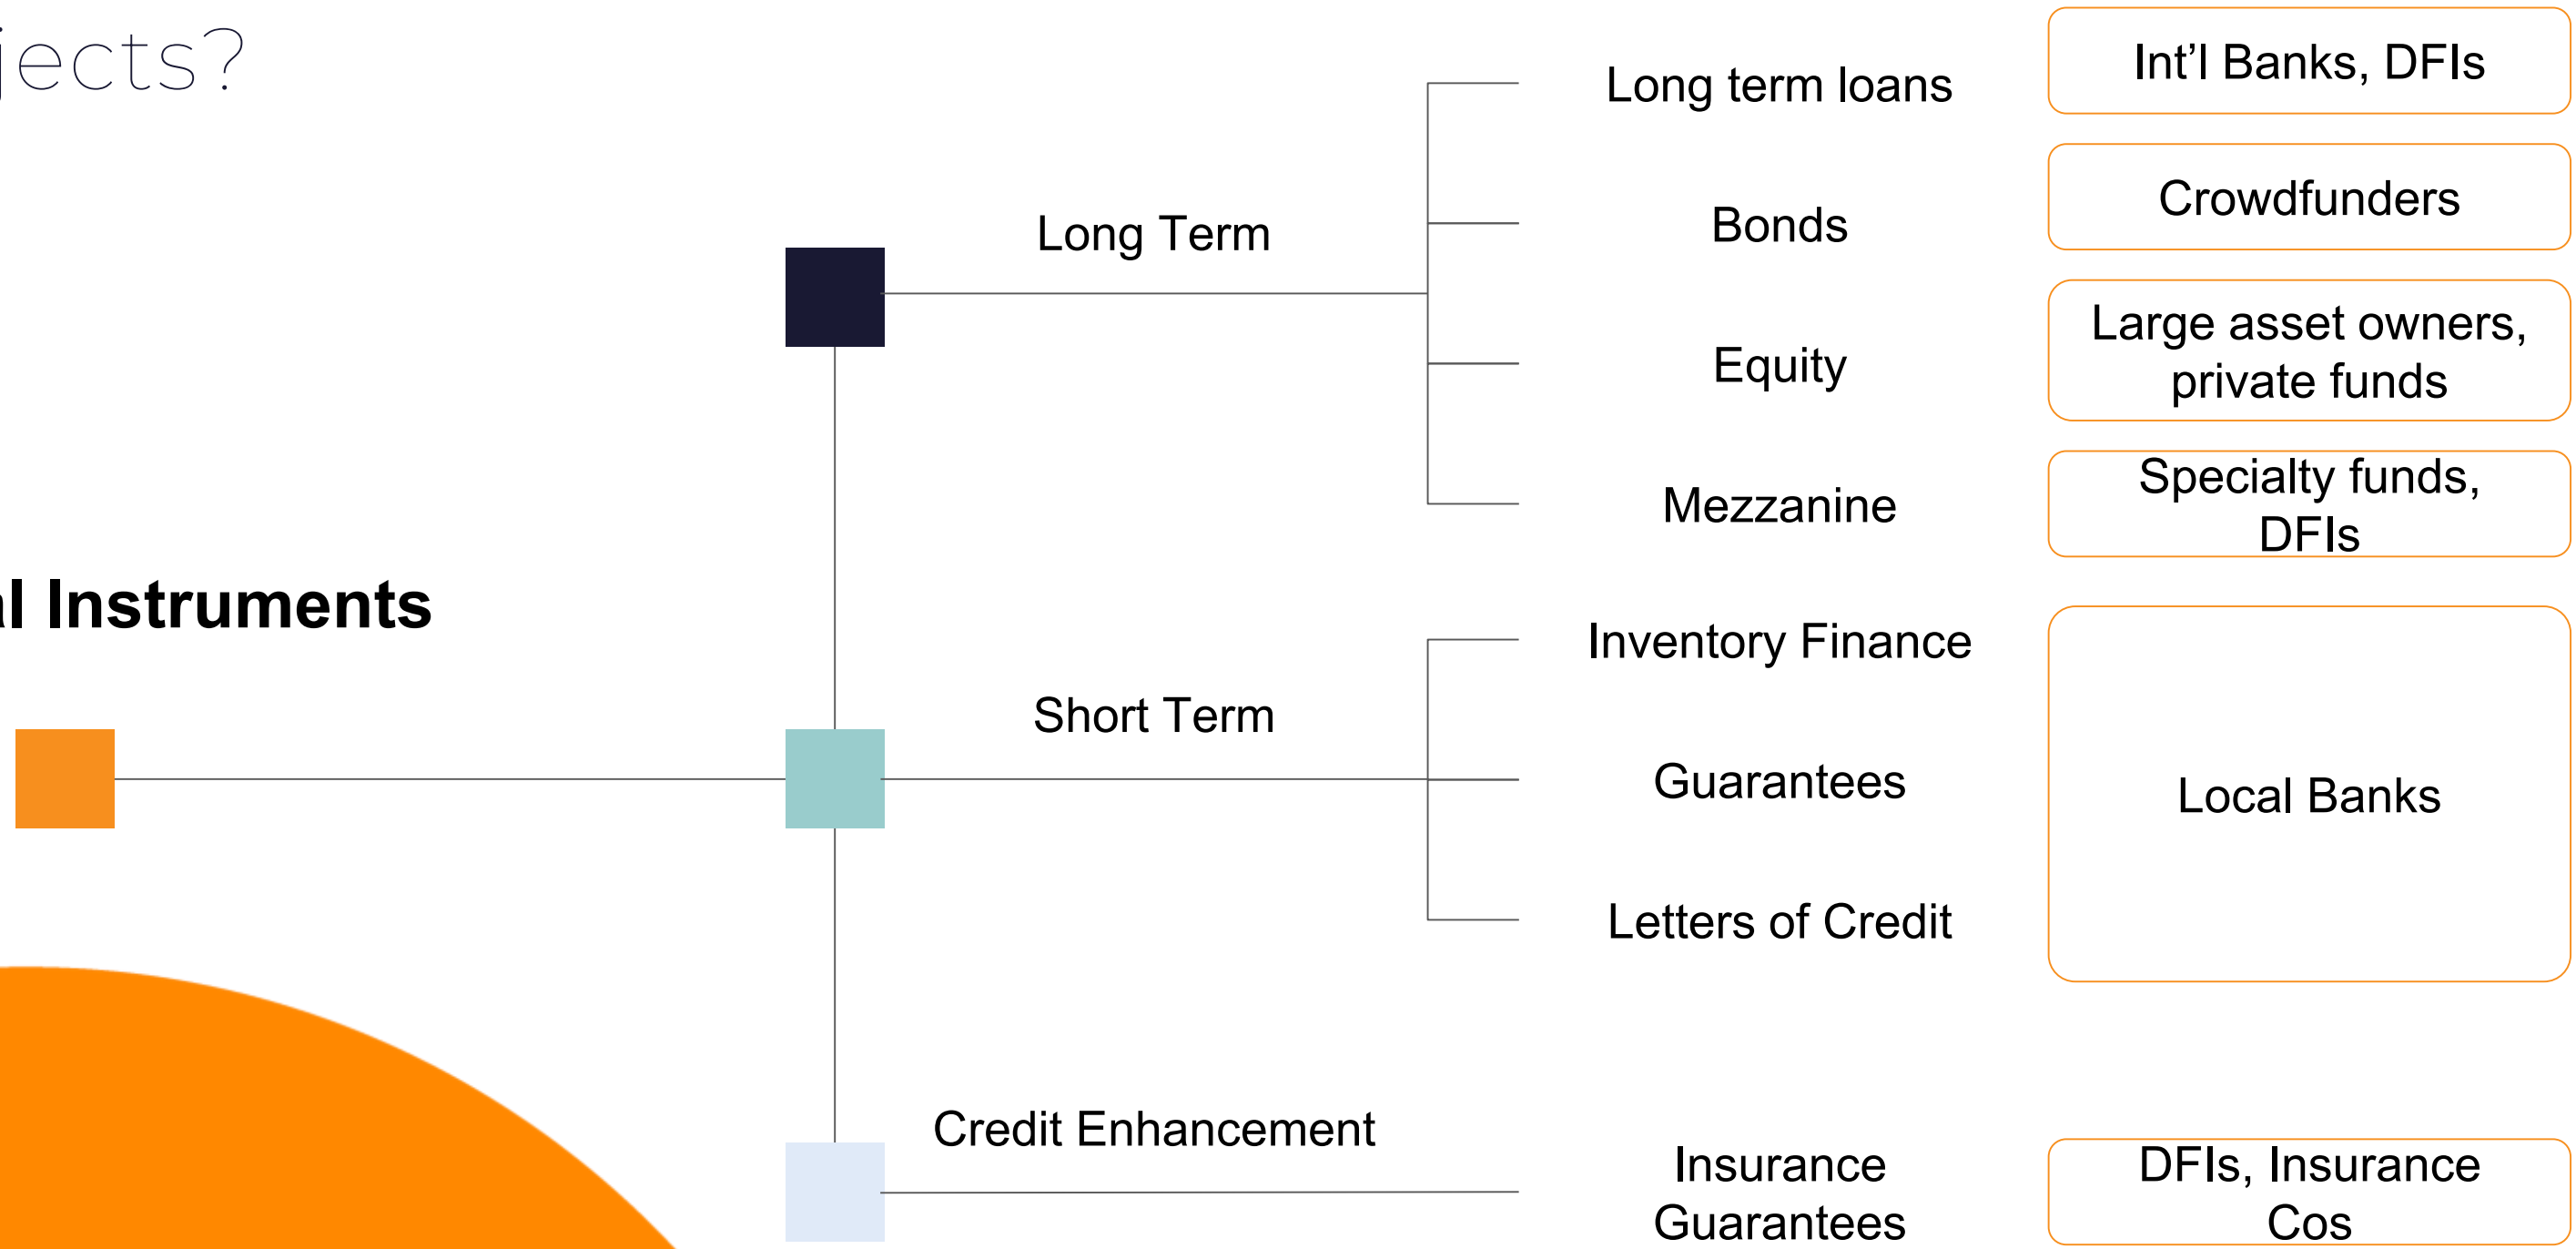 jects?
al Instruments
Long Term
Long term loans
Int'l Banks, DFIs
Bonds
Crowdfunders
Equity
Large asset owners,
private funds
Mezzanine
Specialty funds,
DFIs
Short Term
Inventory Finance
Guarantees
Letters of Credit
Local Banks
Credit Enhancement
Insurance
Guarantees
DFIs, Insurance
Cos